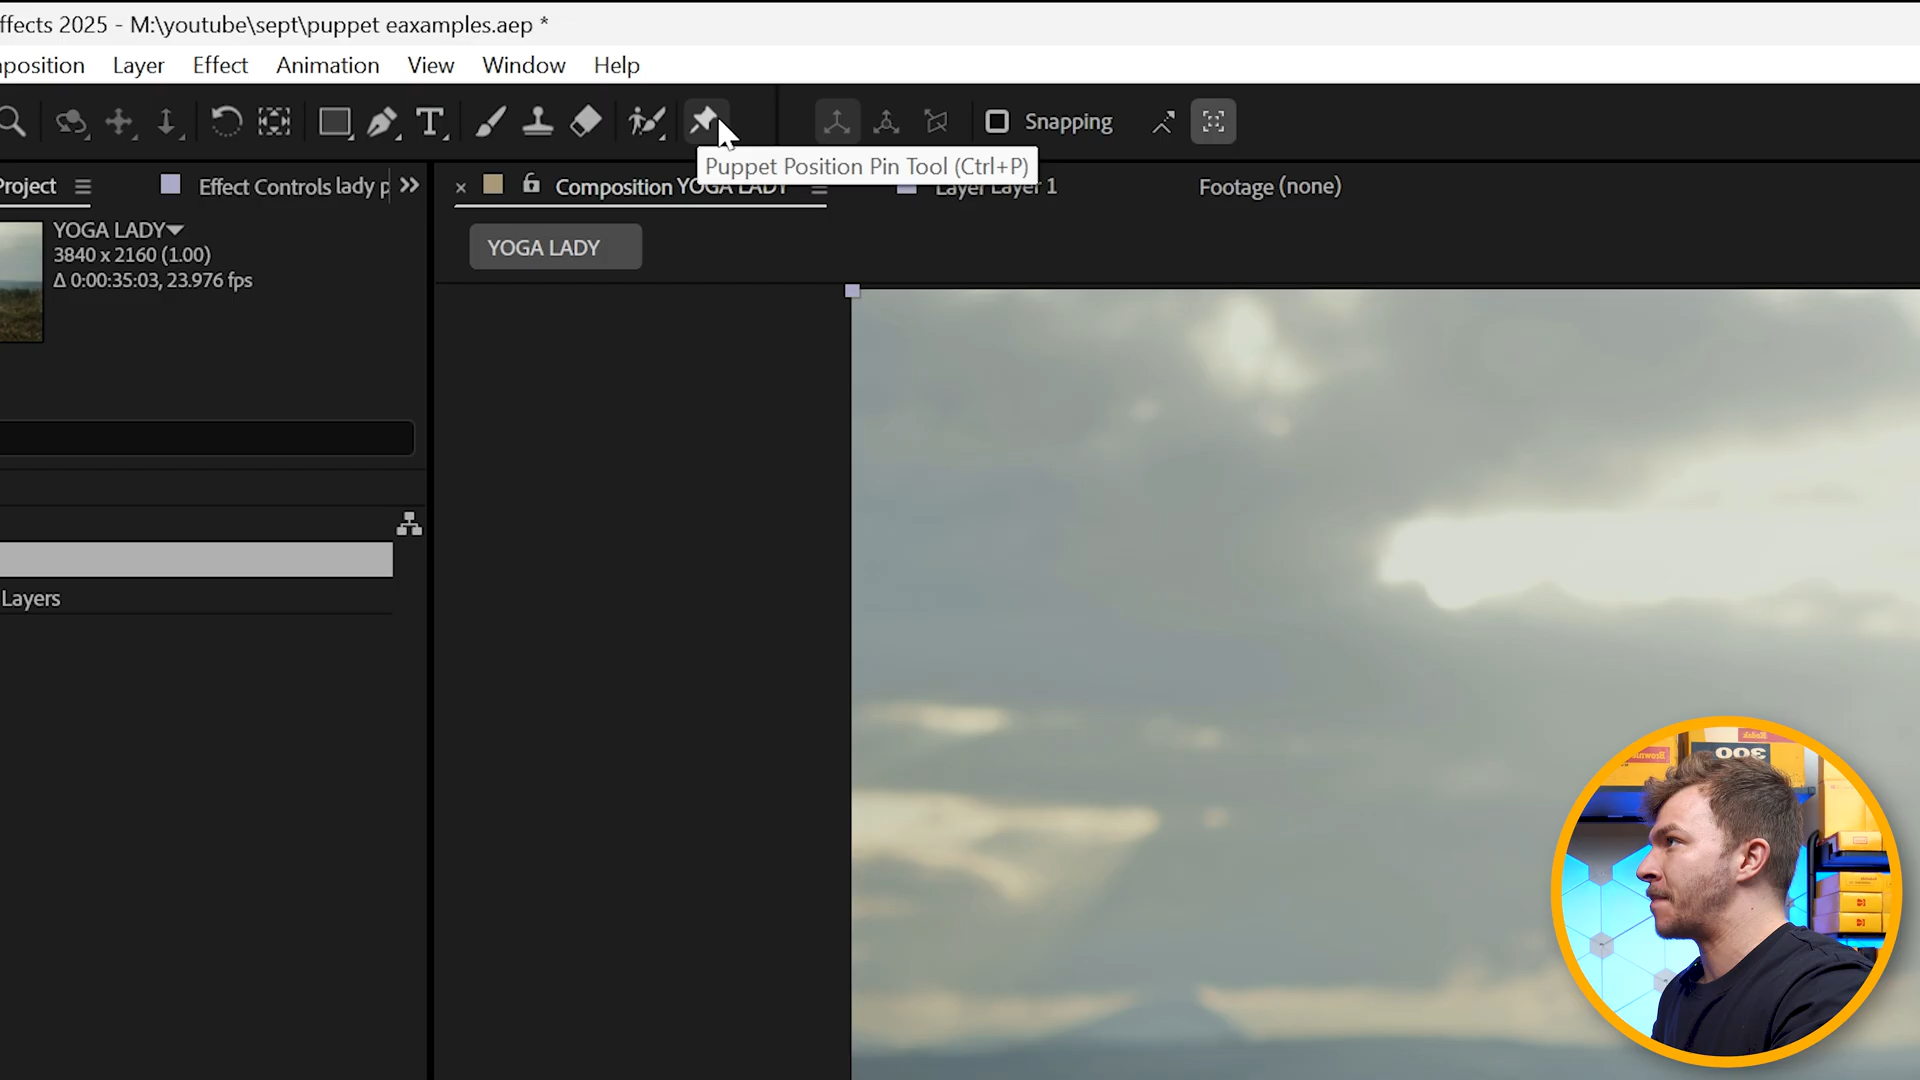 ffects 2025 - M:\youtube\sept\puppet eaxamples.aep *
position Layer Effect Animation View Window Help
T Snapping
Puppet Position Pin Tool (Ctrl+P)
Project Effect Controls lady p Composition YOGA LADY Layer Layer 1 Footage (none)
YOGA LADY
3840 x 2160 (1.00)
Δ 0:00:35:03, 23.976 fps
YOGA LADY
Layers